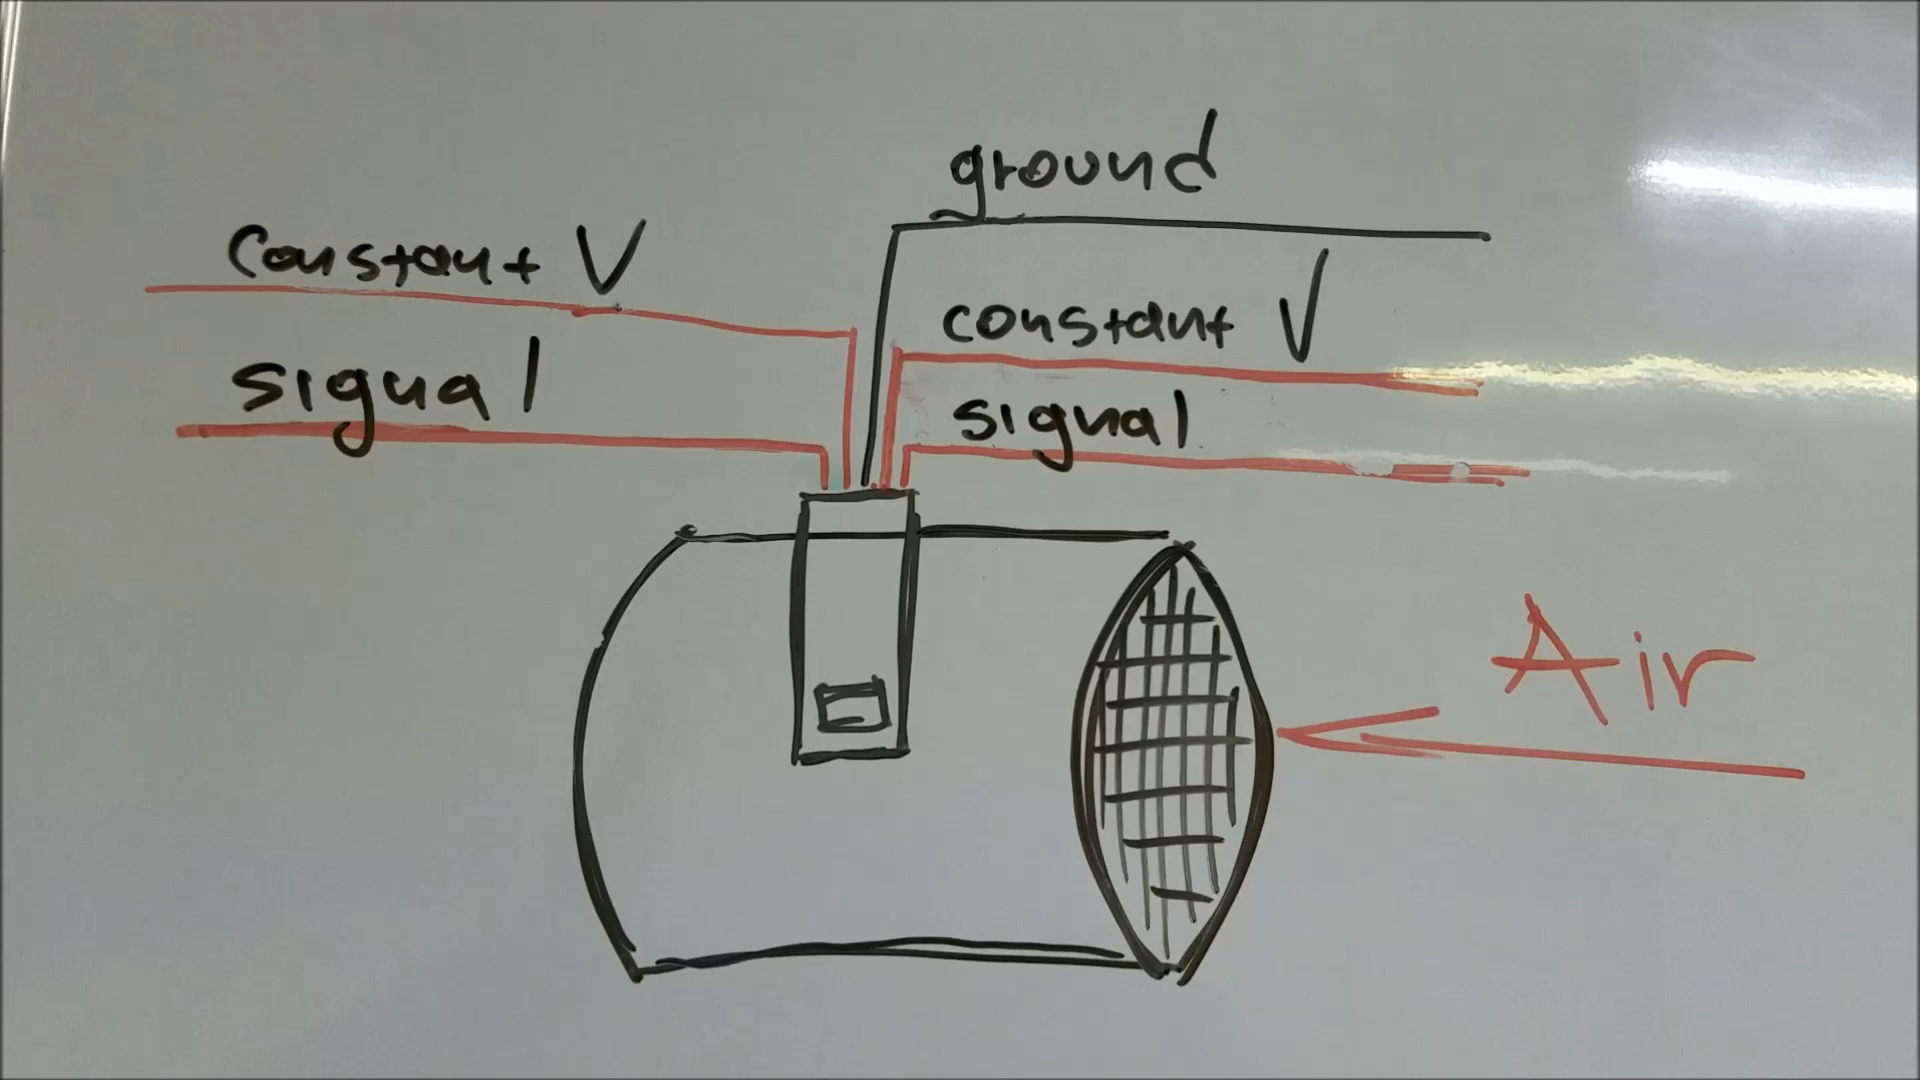 ground
Constant V
constant V
signal
signal
Air